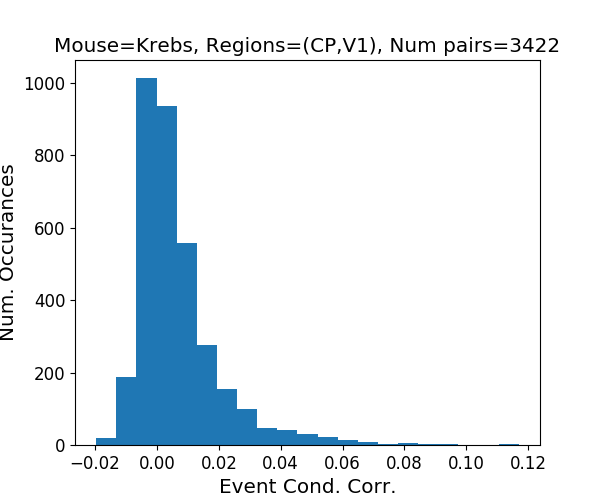 Mouse=Krebs, Regions=(CP,V1), Num pairs=3422
Num. Occurances
1000
800
600
400
200
0
−0.02 0.00 0.02 0.04 0.06 0.08 0.10 0.12
Event Cond. Corr.